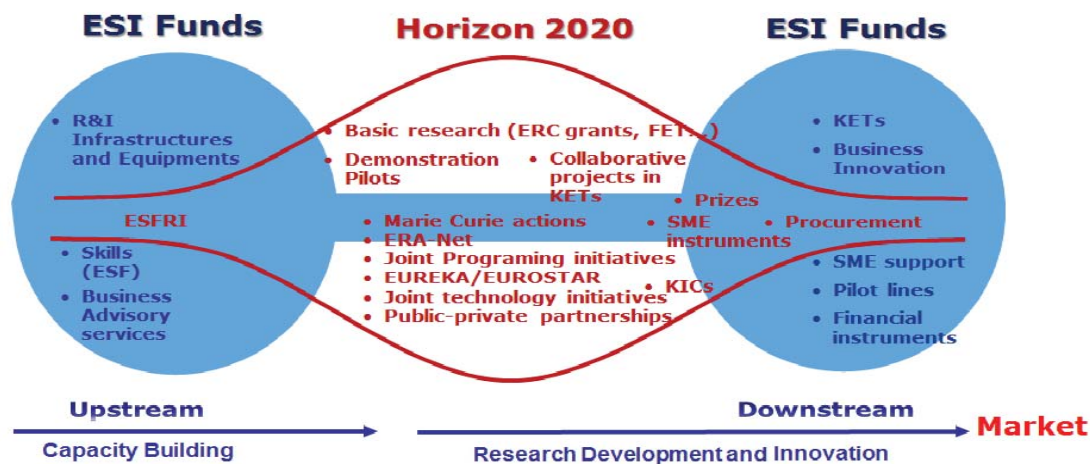 ESI Funds
Horizon 2020
ESI Funds
• R&I
Infrastructures
and Equipments
ESFRI
• Skills
(ESF)
• Business
Advisory
services
• Basic research (ERC grants, FET...)
• Demonstration
Pilots
• Collaborative
projects in
KETs
• Marie Curie actions
• ERA-Net
• Joint Programing initiatives
• EUREKA/EUROSTAR
• Joint technology initiatives
• Public-private partnerships
• Prizes
• SME
instruments
• Procurement
• KICs
• KETs
• Business
Innovation
• SME support
• Pilot lines
• Financial
instruments
Upstream
Capacity Building
Downstream
Research Development and Innovation
Market